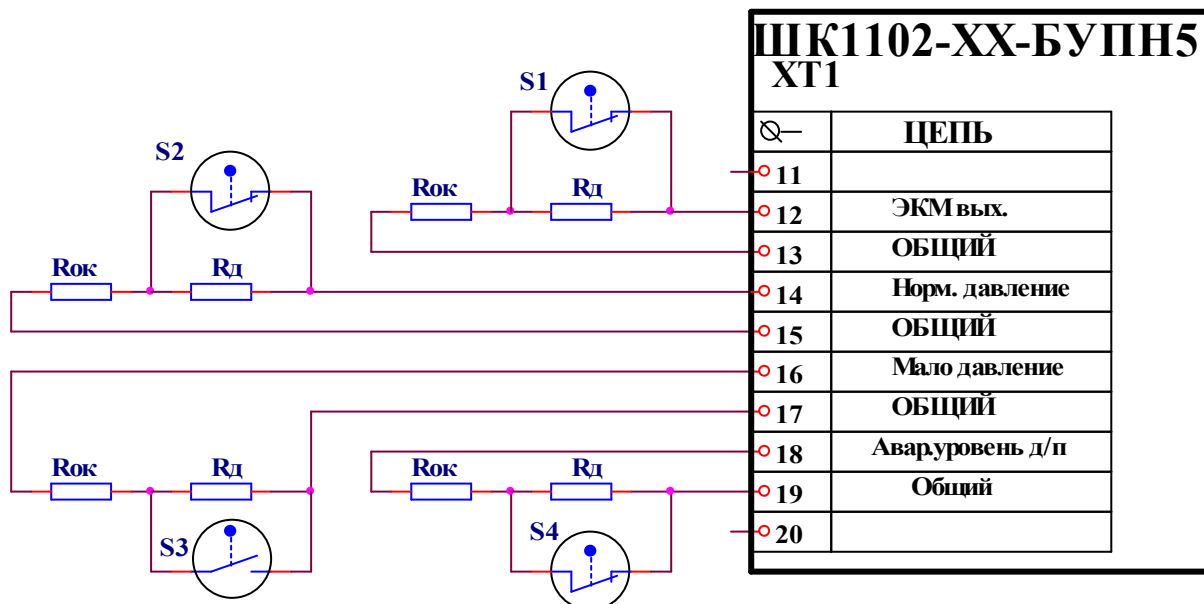 ШК1102-ХХ-БУПН5
ХТ1
ЦЕПЬ
11
12 ЭКМ вых.
13 ОБЩИЙ
14 Норм. давление
15 ОБЩИЙ
16 Мало давление
17 ОБЩИЙ
18 Авар.уровень д/п
19 Общий
20
S1
Rок Rд
S2
Rок Rд
Rок Rд
S3
Rок Rд
S4